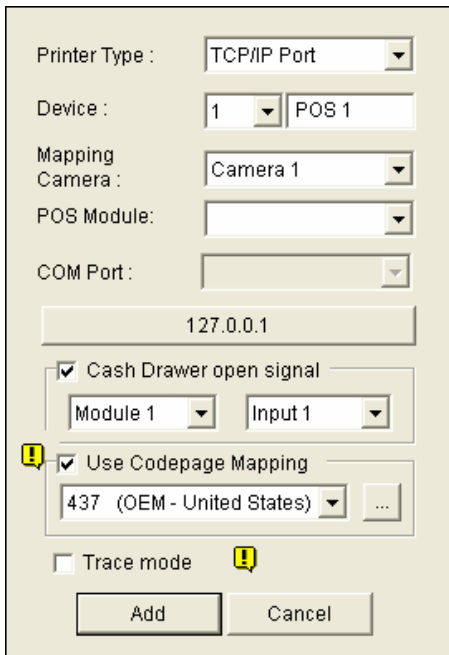 Printer Type : TCP/IP Port
Device : 1 POS 1
Mapping
Camera : Camera 1
POS Module:
COM Port :
127.0.0.1
Cash Drawer open signal
Module 1 Input 1
! Use Codepage Mapping
437 (OEM - United States) ...
Trace mode !
Add Cancel